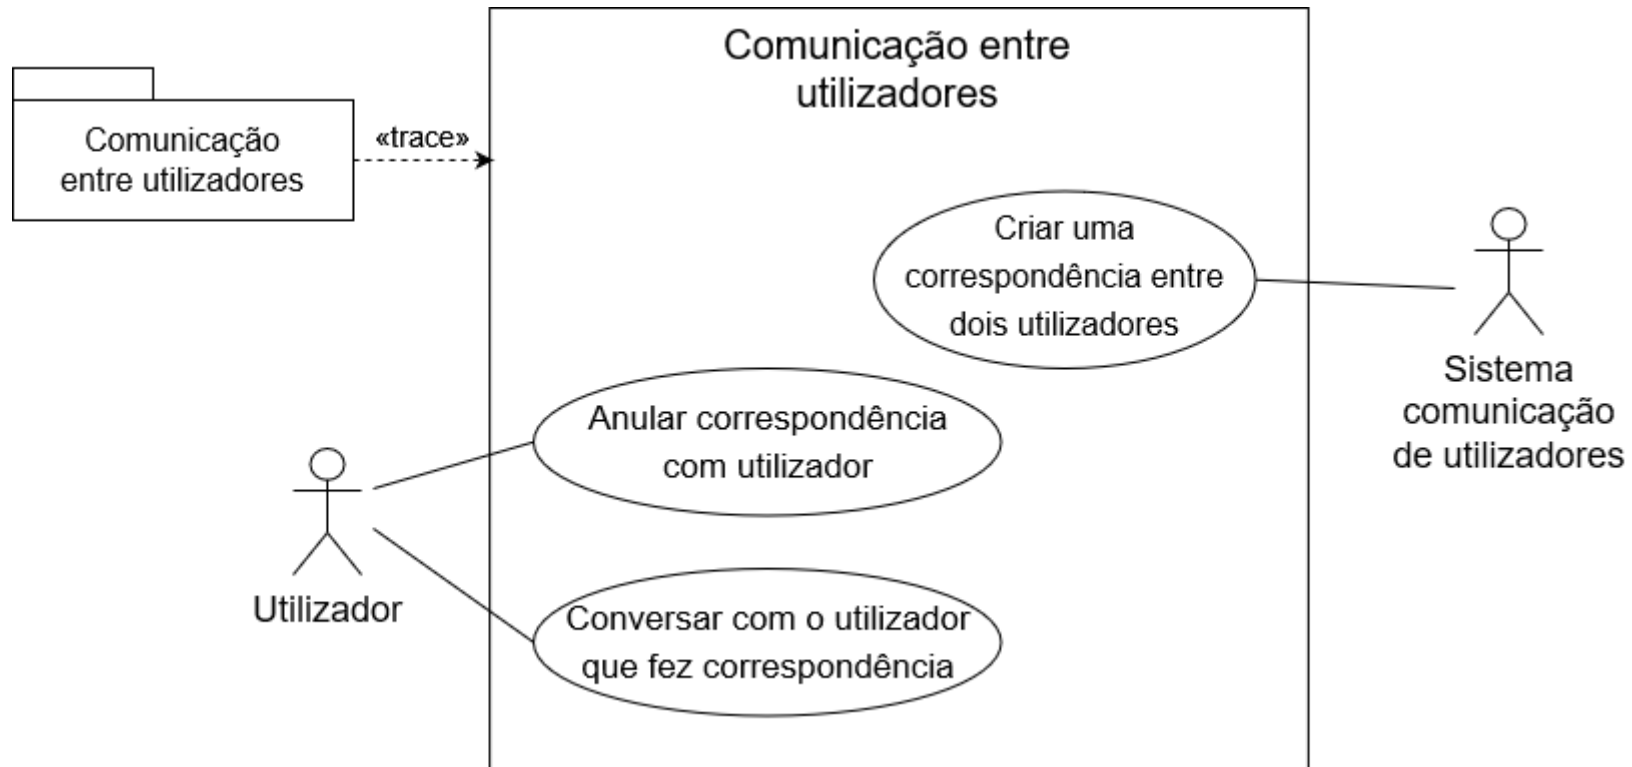 Comunicação entre
utilizadores
Comunicação
entre utilizadores
«trace»
Criar uma
correspondência entre
dois utilizadores
Sistema
comunicação
de utilizadores
Anular correspondência
com utilizador
Utilizador
Conversar com o utilizador
que fez correspondência